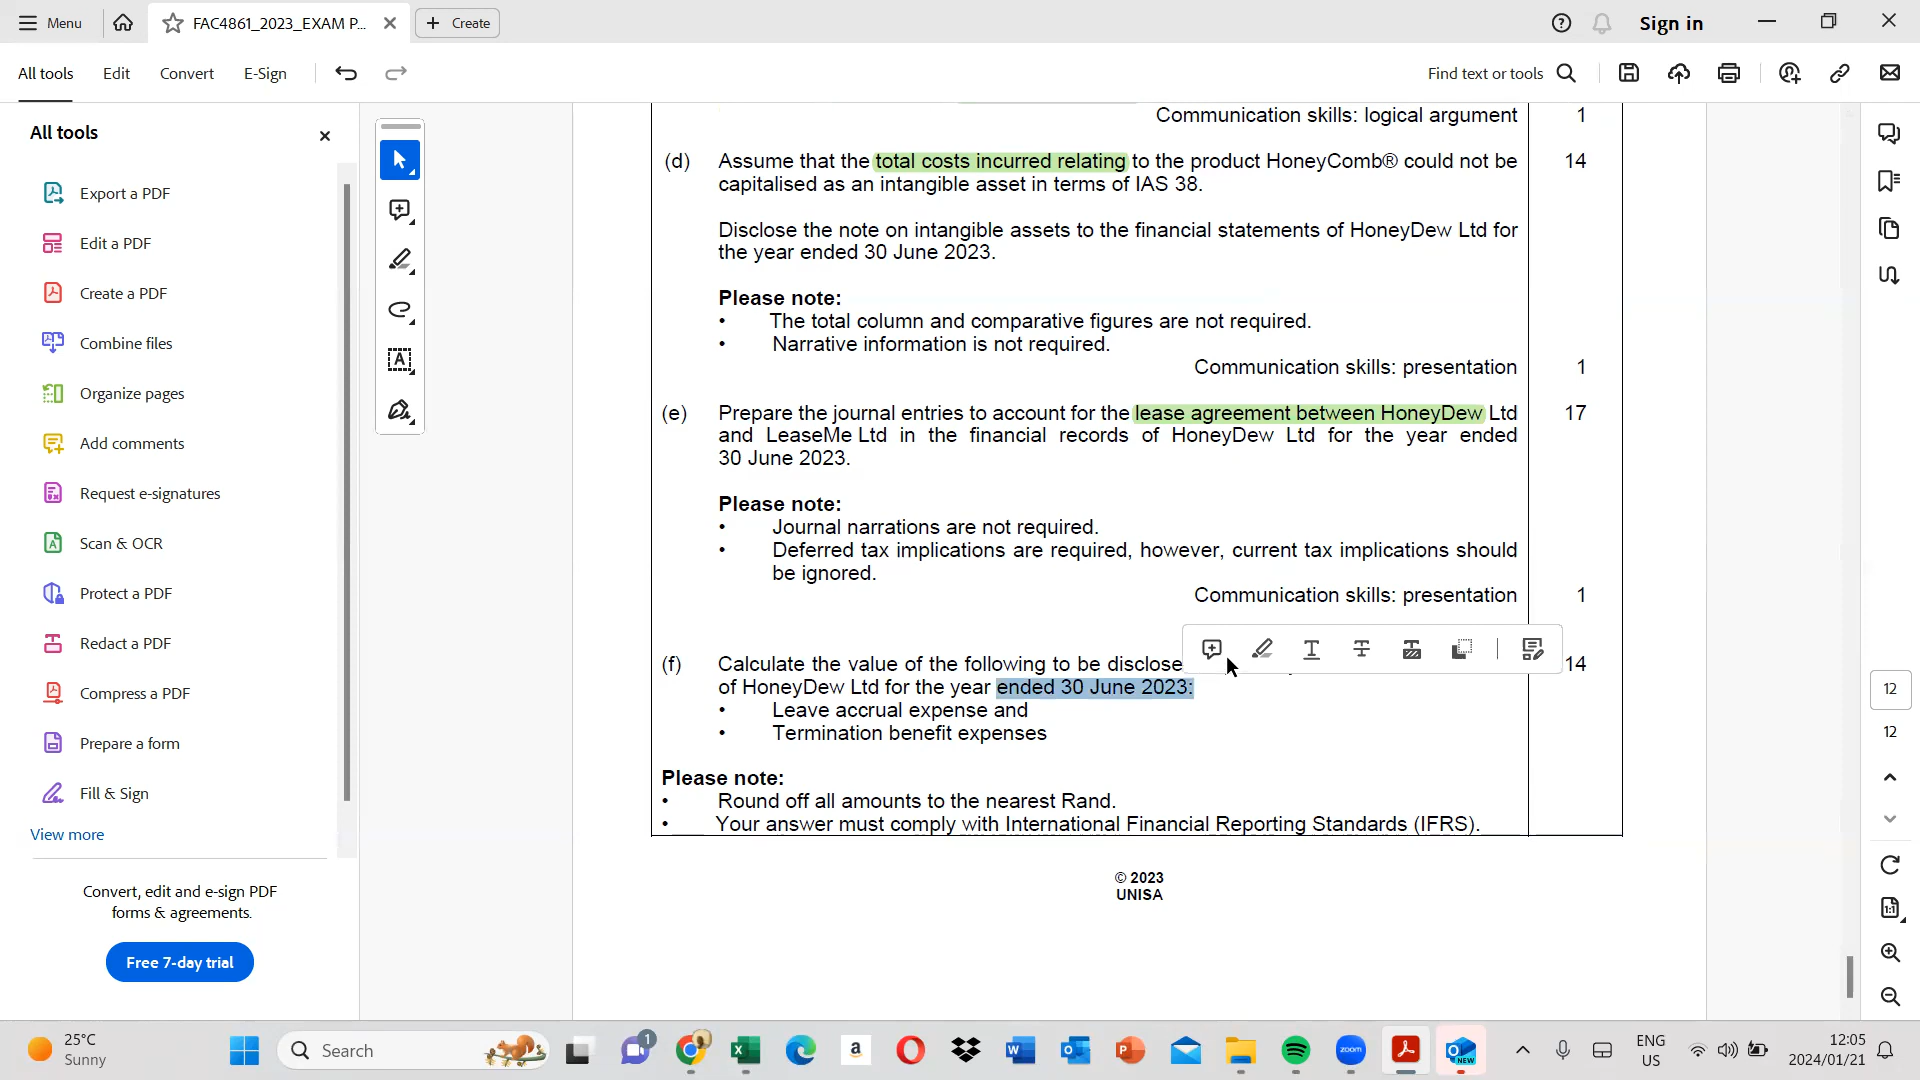 Menu
FAC4861_2023_EXAM P...
Create
Sign in
All tools
Edit
Convert
E-Sign
Find text or tools
All tools
Export a PDF
Edit a PDF
Create a PDF
Combine files
Organize pages
Add comments
Request e-signatures
Scan & OCR
Protect a PDF
Redact a PDF
Compress a PDF
Prepare a form
Fill & Sign
View more
Convert, edit and e-sign PDF
forms & agreements.
Free 7-day trial
Communication skills: logical argument 1
(d) Assume that the total costs incurred relating to the product HoneyComb® could not be 14
capitalised as an intangible asset in terms of IAS 38.
Disclose the note on intangible assets to the financial statements of HoneyDew Ltd for
the year ended 30 June 2023.
Please note:
• The total column and comparative figures are not required.
• Narrative information is not required.
Communication skills: presentation 1
(e) Prepare the journal entries to account for the lease agreement between HoneyDew Ltd 17
and LeaseMe Ltd in the financial records of HoneyDew Ltd for the year ended
30 June 2023.
Please note:
• Journal narrations are not required.
• Deferred tax implications are required, however, current tax implications should
be ignored.
Communication skills: presentation 1
(f) Calculate the value of the following to be disclose 14
of HoneyDew Ltd for the year ended 30 June 2023:
• Leave accrual expense and
• Termination benefit expenses
Please note:
• Round off all amounts to the nearest Rand.
• Your answer must comply with International Financial Reporting Standards (IFRS).
© 2023
UNISA
12
12
25°C
Sunny
Search
1
zoom
NEW
ENG
US
12:05
2024/01/21